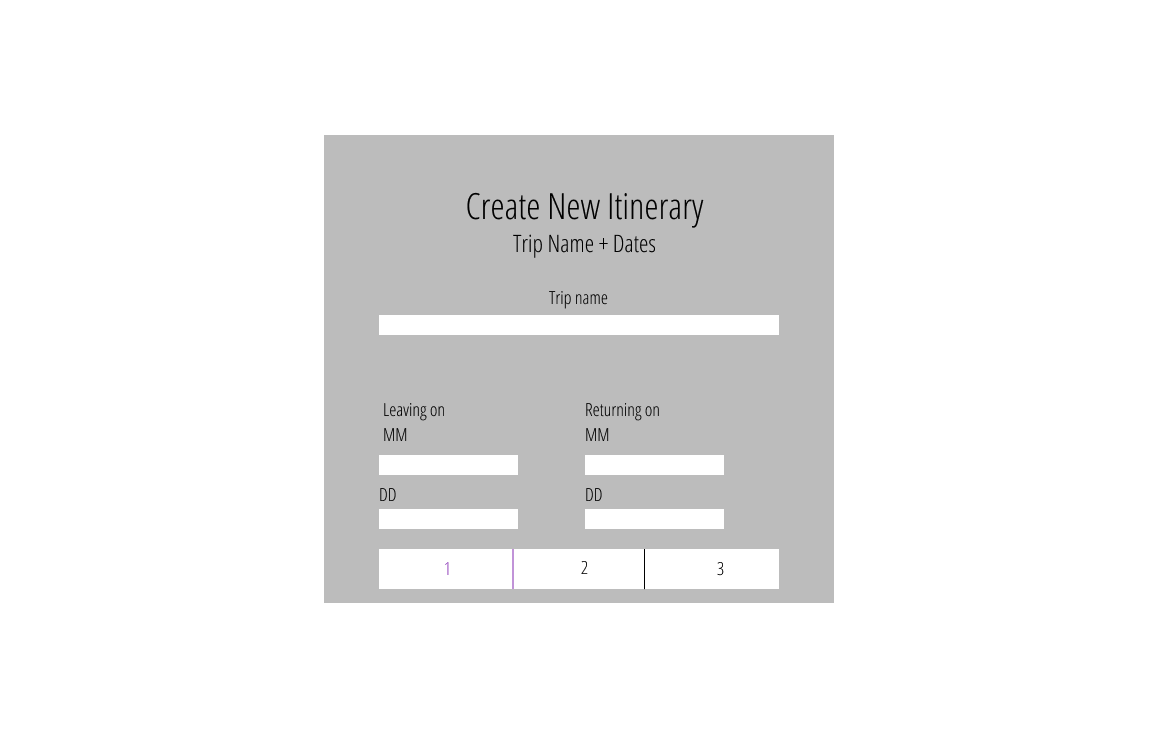 Create New Itinerary
Trip Name + Dates
Trip name
Leaving on
MM
DD
Returning on
MM
DD
1
2
3